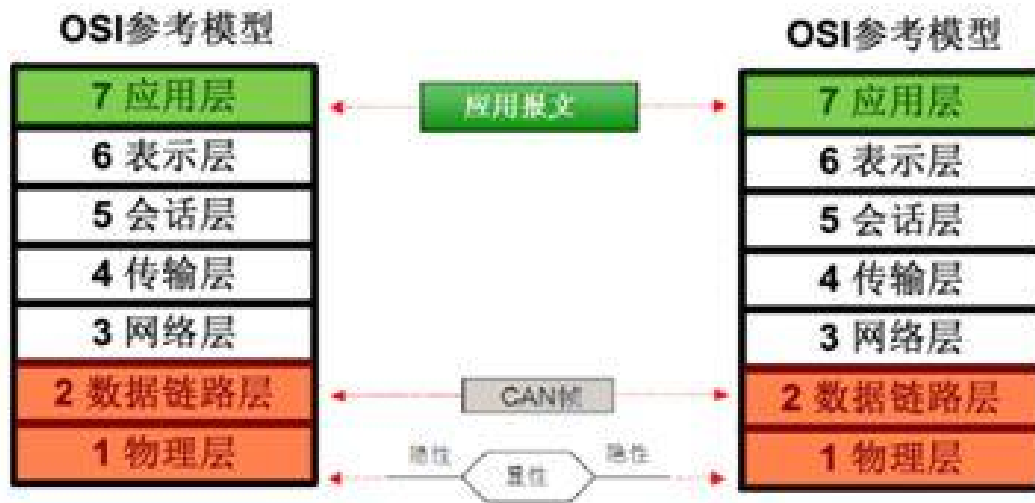 OSI参考模型
7 应用层
6 表示层
5 会话层
4 传输层
3 网络层
2 数据链路层
1 物理层
应用报文
CAN帧
隐性
显性
隐性
OSI参考模型
7 应用层
6 表示层
5 会话层
4 传输层
3 网络层
2 数据链路层
1 物理层